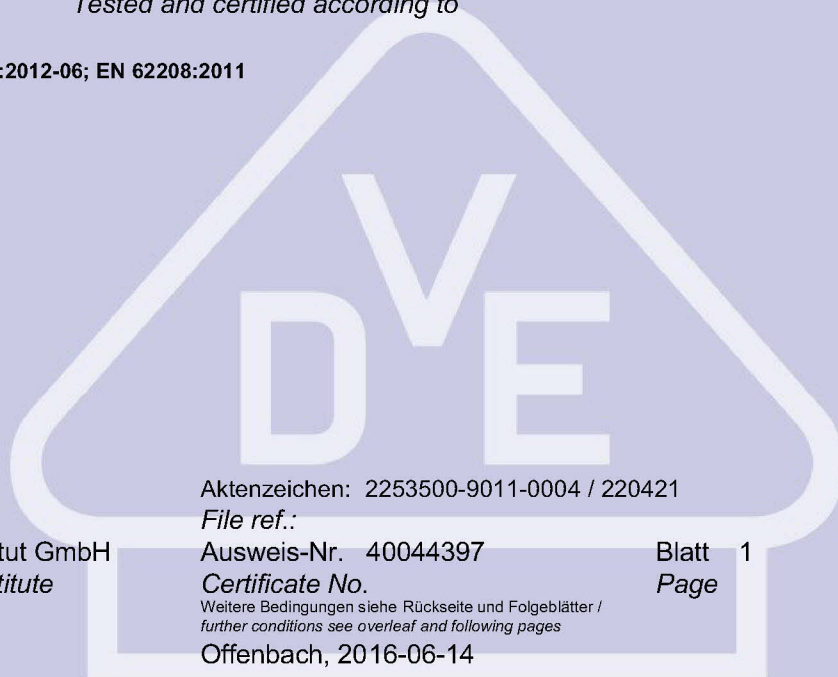 Tested and certified according to
:2012-06; EN 62208:2011
VDE
Aktenzeichen: 2253500-9011-0004 / 220421
File ref.:
tut GmbH Ausweis-Nr. 40044397 Blatt 1
titute Certificate No. Page
Weitere Bedingungen siehe Rückseite und Folgeblätter /
further conditions see overleaf and following pages
Offenbach, 2016-06-14